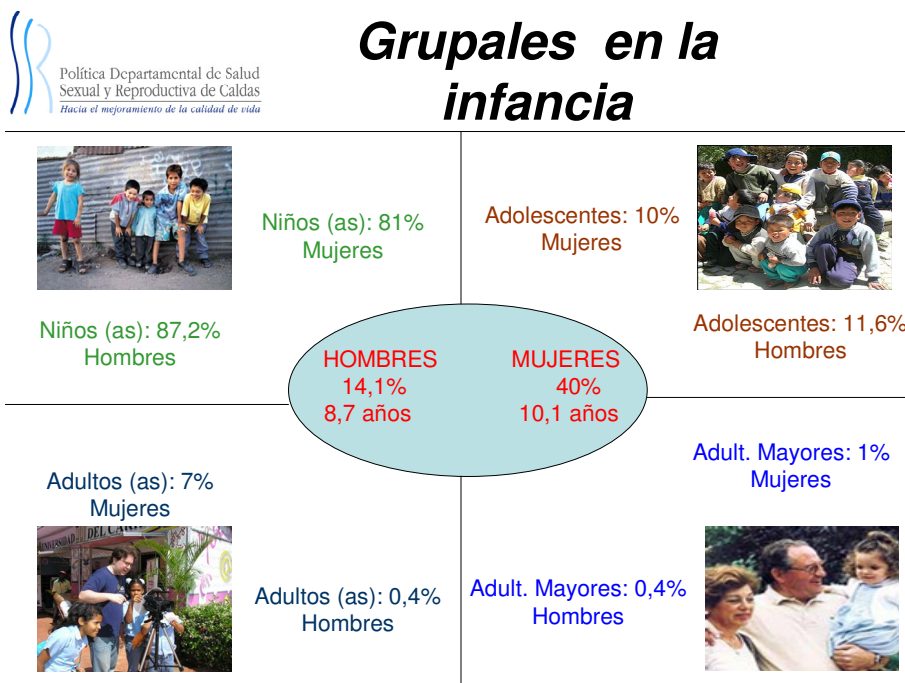 Política Departamental de Salud
Sexual y Reproductiva de Caldas
Hacia el mejoramiento de la calidad de vida
Grupales en la
infancia
Niños (as): 81%
Mujeres
Adolescentes: 10%
Mujeres
Niños (as): 87,2%
Hombres
Adolescentes: 11,6%
Hombres
HOMBRES
14,1%
8,7 años
MUJERES
40%
10,1 años
Adultos (as): 7%
Mujeres
Adult. Mayores: 1%
Mujeres
Adultos (as): 0,4%
Hombres
Adult. Mayores: 0,4%
Hombres